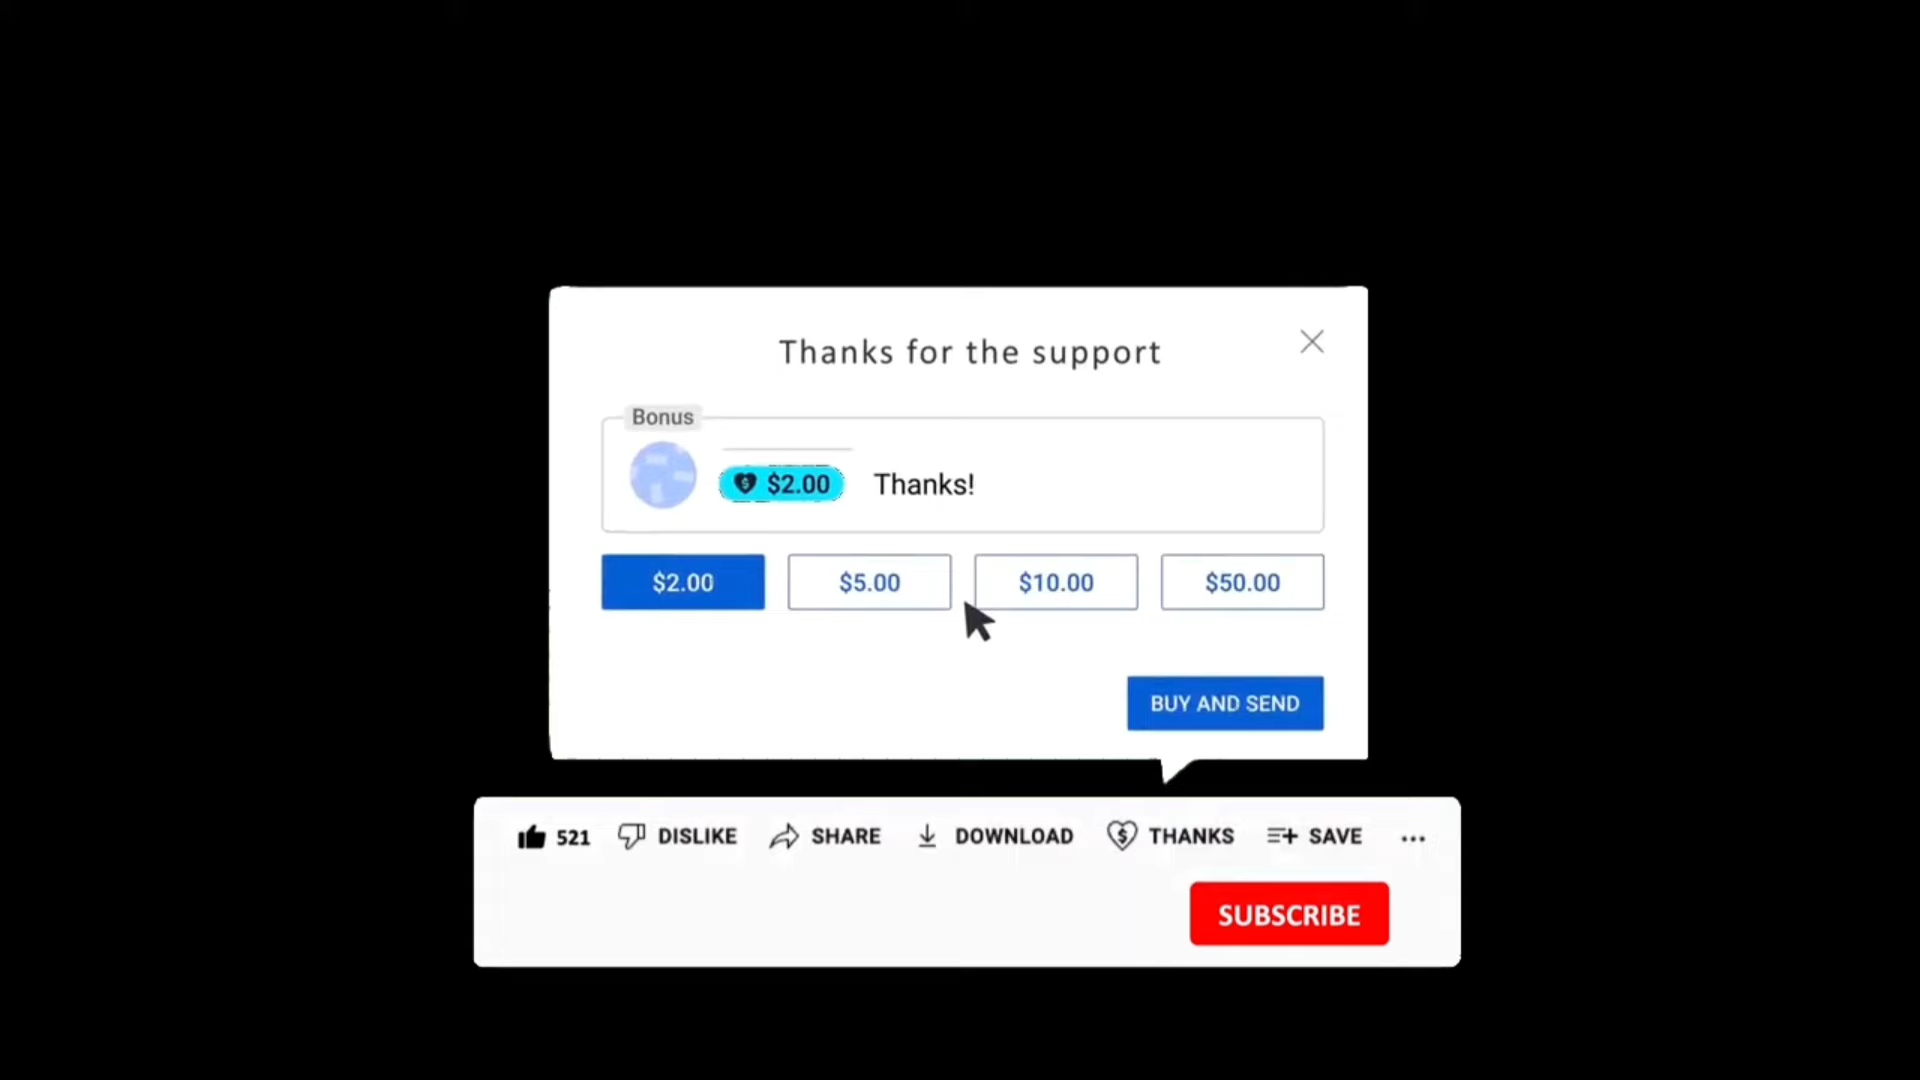 Thanks for the support
Bonus
$2.00 Thanks!
$2.00 $5.00 $10.00 $50.00
BUY AND SEND
521 DISLIKE SHARE DOWNLOAD THANKS SAVE ...
SUBSCRIBE